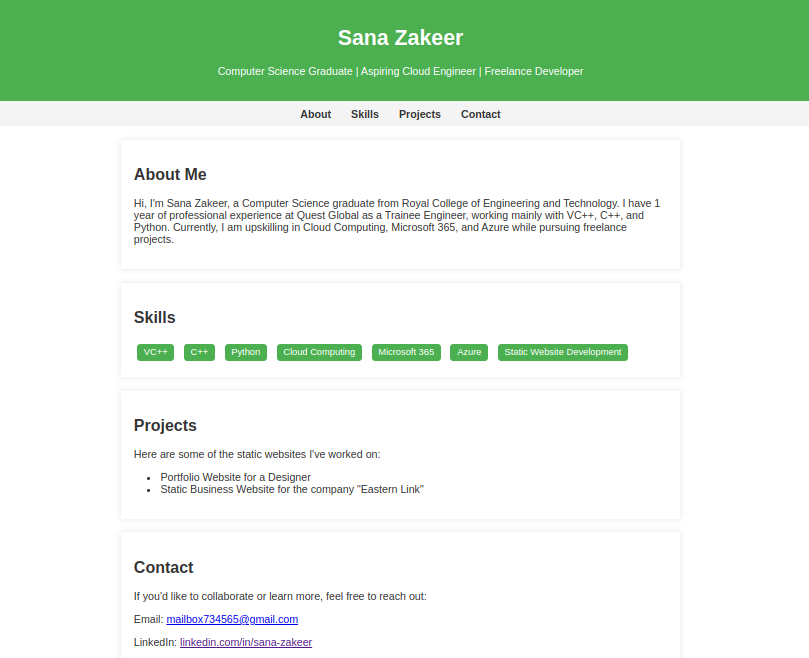 Sana Zakeer
Computer Science Graduate | Aspiring Cloud Engineer | Freelance Developer
About Skills Projects Contact
About Me
Hi, I'm Sana Zakeer, a Computer Science graduate from Royal College of Engineering and Technology. I have 1
year of professional experience at Quest Global as a Trainee Engineer, working mainly with VC++, C++, and
Python. Currently, I am upskilling in Cloud Computing, Microsoft 365, and Azure while pursuing freelance
projects.
Skills
VC++ C++ Python Cloud Computing Microsoft 365 Azure Static Website Development
Projects
Here are some of the static websites I've worked on:
• Portfolio Website for a Designer
• Static Business Website for the company "Eastern Link"
Contact
If you'd like to collaborate or learn more, feel free to reach out:
Email: mailbox734565@gmail.com
LinkedIn: linkedin.com/in/sana-zakeer